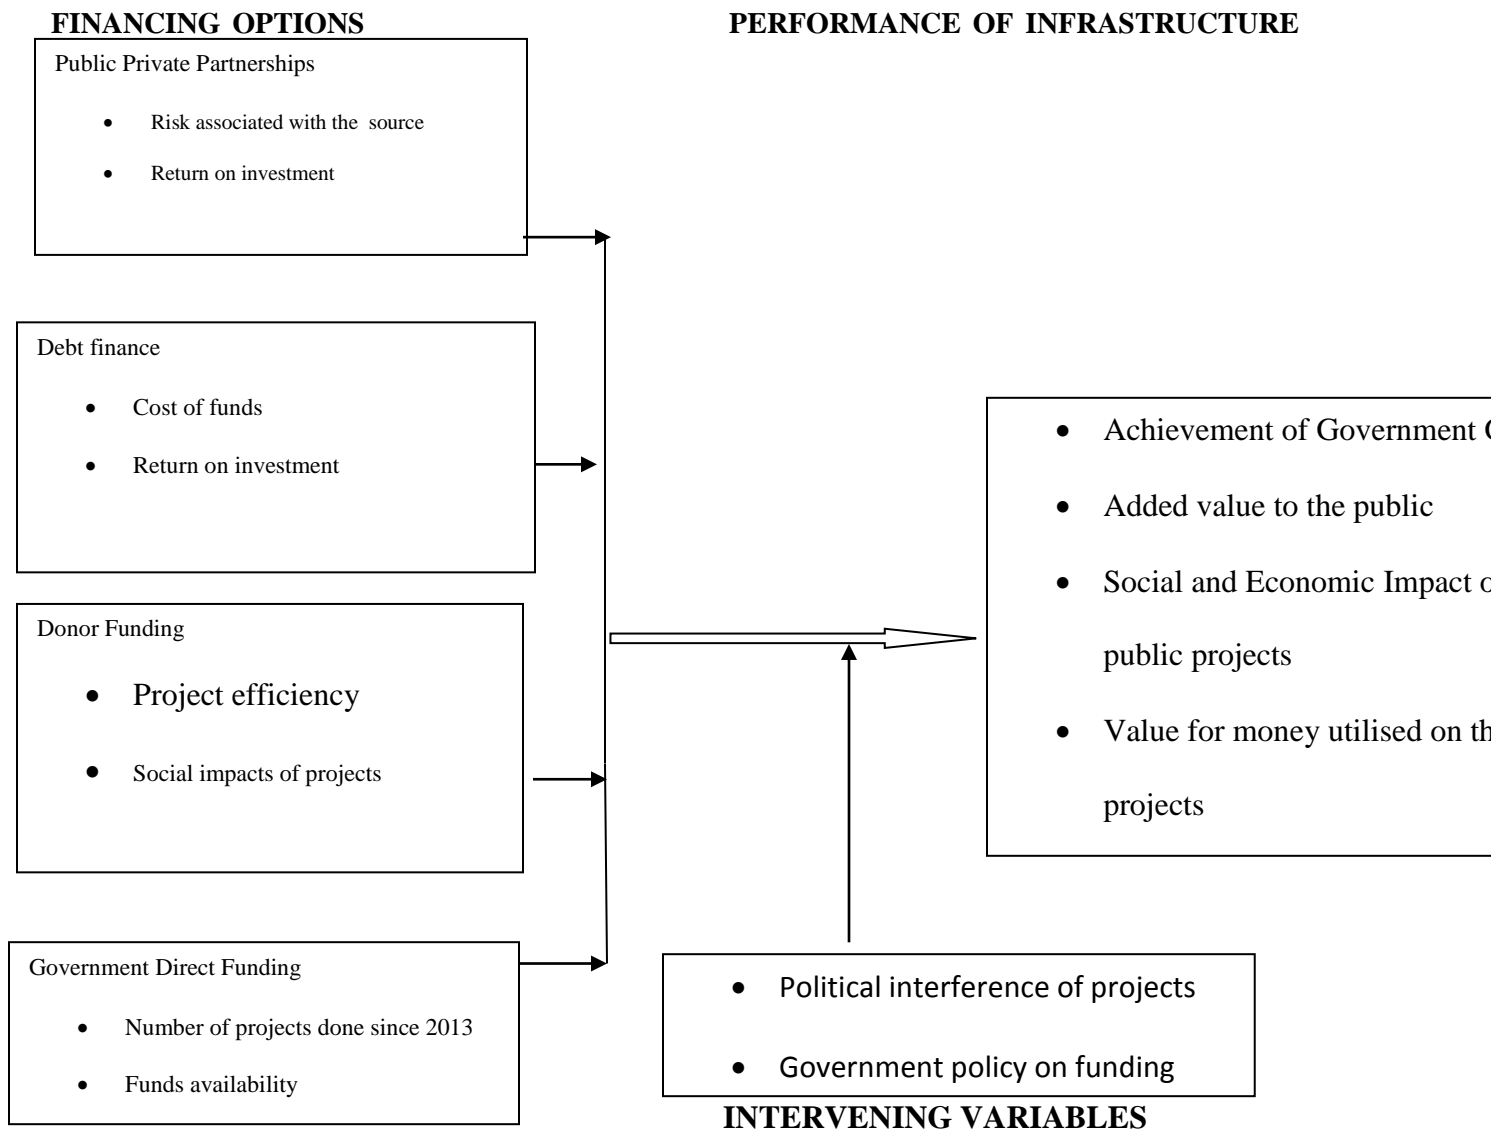 FINANCING OPTIONS
PERFORMANCE OF INFRASTRUCTURE
Public Private Partnerships
• Risk associated with the source
• Return on investment
Debt finance
• Cost of funds
• Return on investment
Donor Funding
• Project efficiency
• Social impacts of projects
Government Direct Funding
• Number of projects done since 2013
• Funds availability
• Achievement of Government
• Added value to the public
• Social and Economic Impact
public projects
• Value for money utilised on
projects
• Political interference of projects
• Government policy on funding
INTERVENING VARIABLES